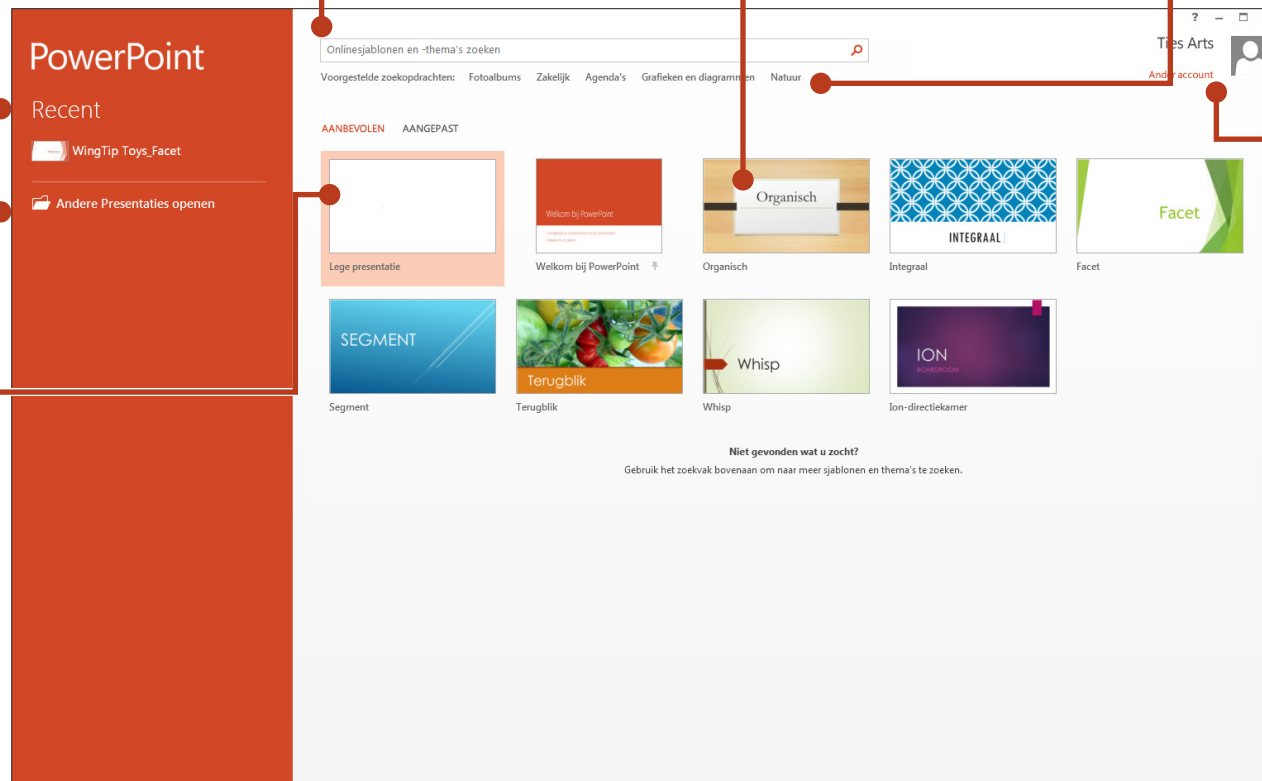 PowerPoint
Recent
WingTip Toys_Facet
Andere Presentaties openen
?
Onlinesjablonen en -thema's zoeken
Ties Arts
Ander account
Voorgestelde zoekopdrachten: Fotoalbums Zakelijk Agenda's Grafieken en diagrammen Natuur
AANBEVOLEN AANGEPAST
Lege presentatie
Welkom bij PowerPoint
Welkom bij PowerPoint
Organisch
Organisch
INTEGRAAL
Integraal
Facet
Facet
SEGMENT
Segment
Terugblik
Terugblik
Whisp
Whisp
ION
BOARDROOM
Ion-directiekamer
Niet gevonden wat u zocht?
Gebruik het zoekvak bovenaan om naar meer sjablonen en thema's te zoeken.